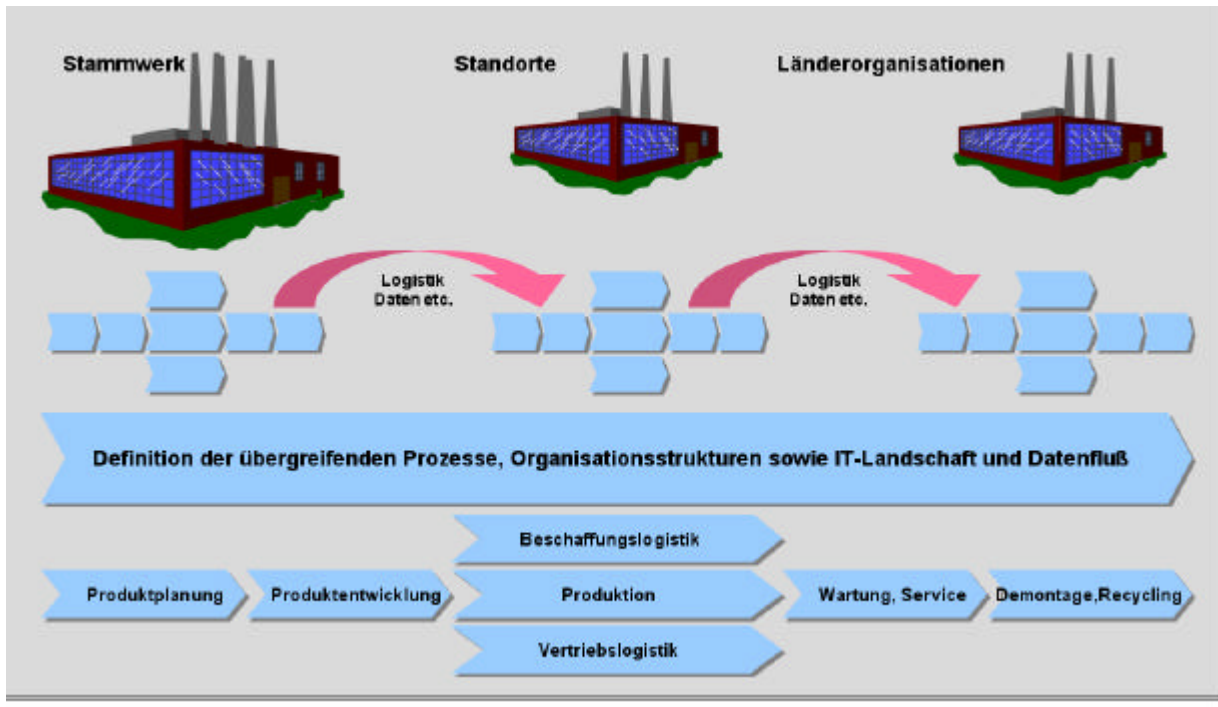 Stammwerk
Standorte
Länderorganisationen
Logistik
Daten etc.
Logistik
Daten etc.
Definition der übergreifenden Prozesse, Organisationsstrukturen sowie IT-Landschaft und Datenfluß
Beschaffungslogistik
Produktplanung
Produktentwicklung
Produktion
Wartung, Service
Demontage,Recycling
Vertriebslogistik